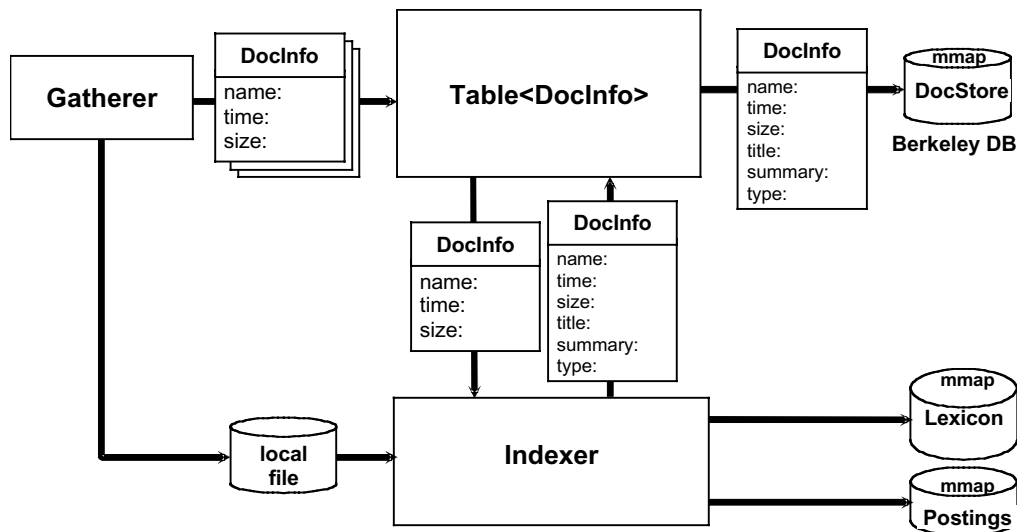 Gatherer
DocInfo
name:
time:
size:
Table<DocInfo>
DocInfo
name:
time:
size:
title:
summary:
type:
mmap
DocStore
Berkeley DB
DocInfo
name:
time:
size:
DocInfo
name:
time:
size:
title:
summary:
type:
local
file
Indexer
mmap
Lexicon
mmap
Postings